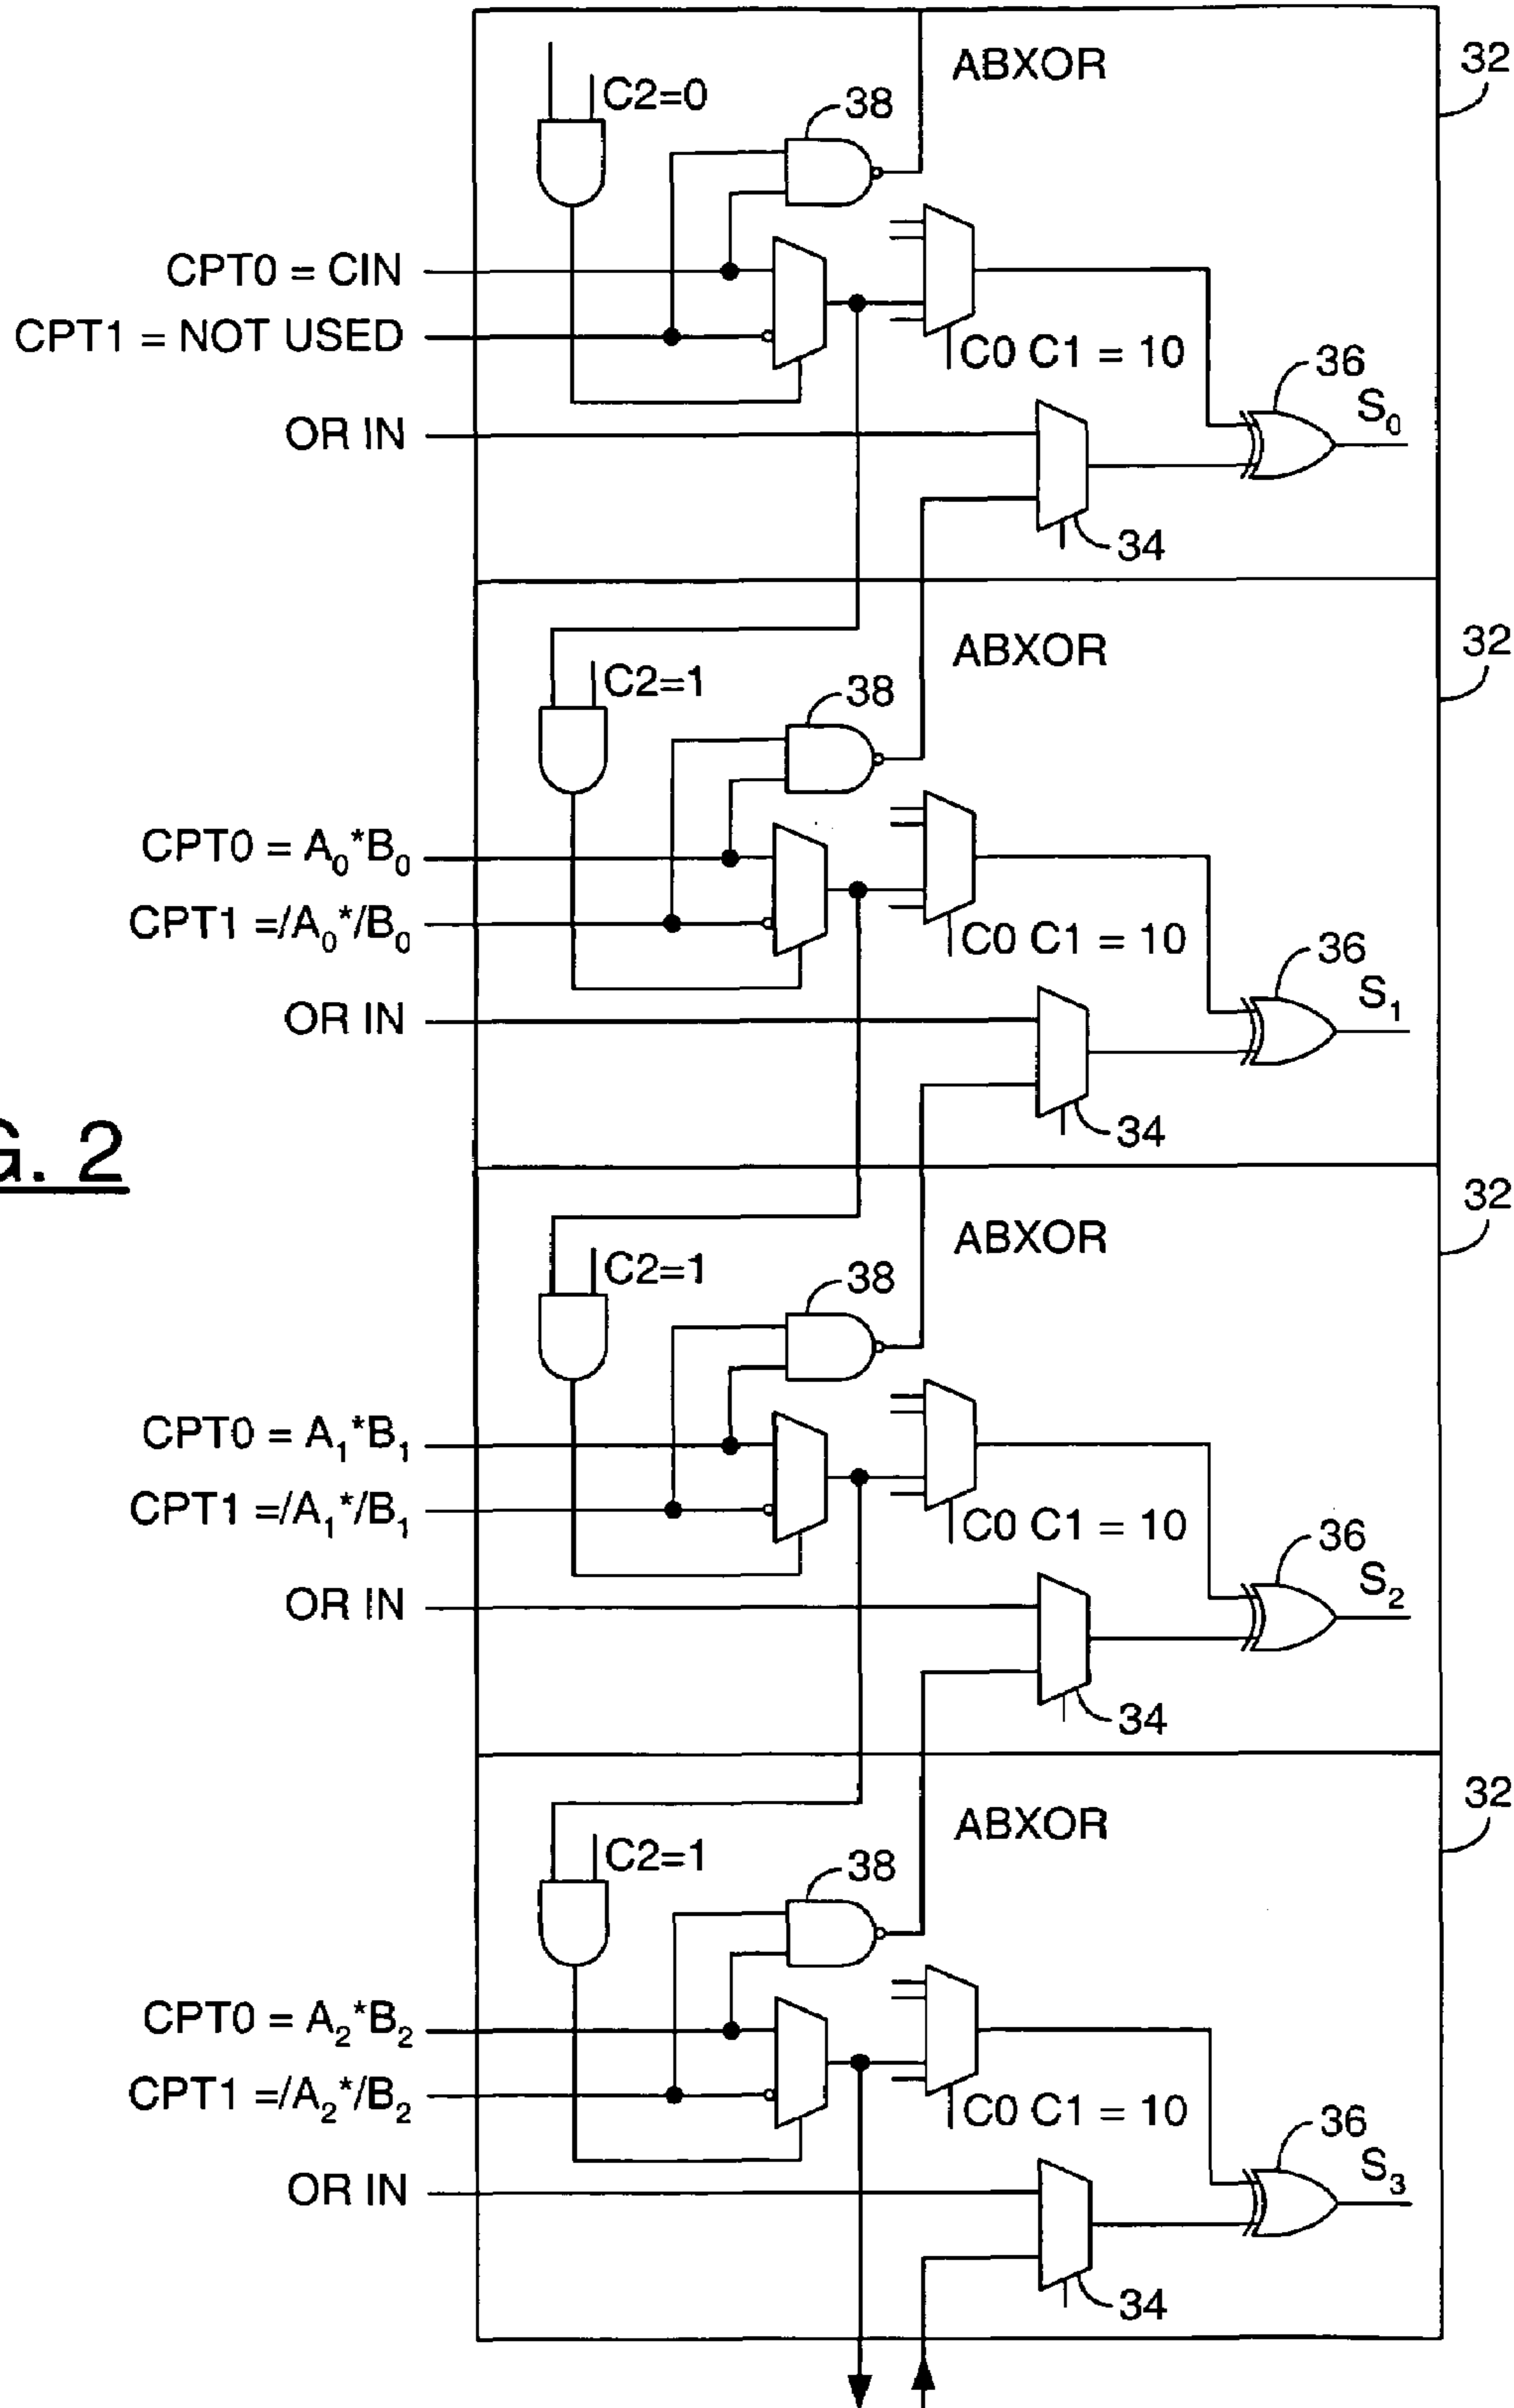 ABXOR
32
C2=0
38
CPT0 = CIN
CPT1 = NOT USED
C0 C1 = 10
36
S0
OR IN
34
ABXOR
32
C2=1
38
CPT0 = A0*B0
CPT1 =/A0*/B0
C0 C1 = 10
36
S1
OR IN
34
G. 2
32
ABXOR
C2=1
38
CPT0 = A1*B1
CPT1 =/A1*/B1
C0 C1 = 10
36
S2
OR IN
34
32
ABXOR
C2=1
38
CPT0 = A2*B2
CPT1 =/A2*/B2
C0 C1 = 10
36
S3
OR IN
34